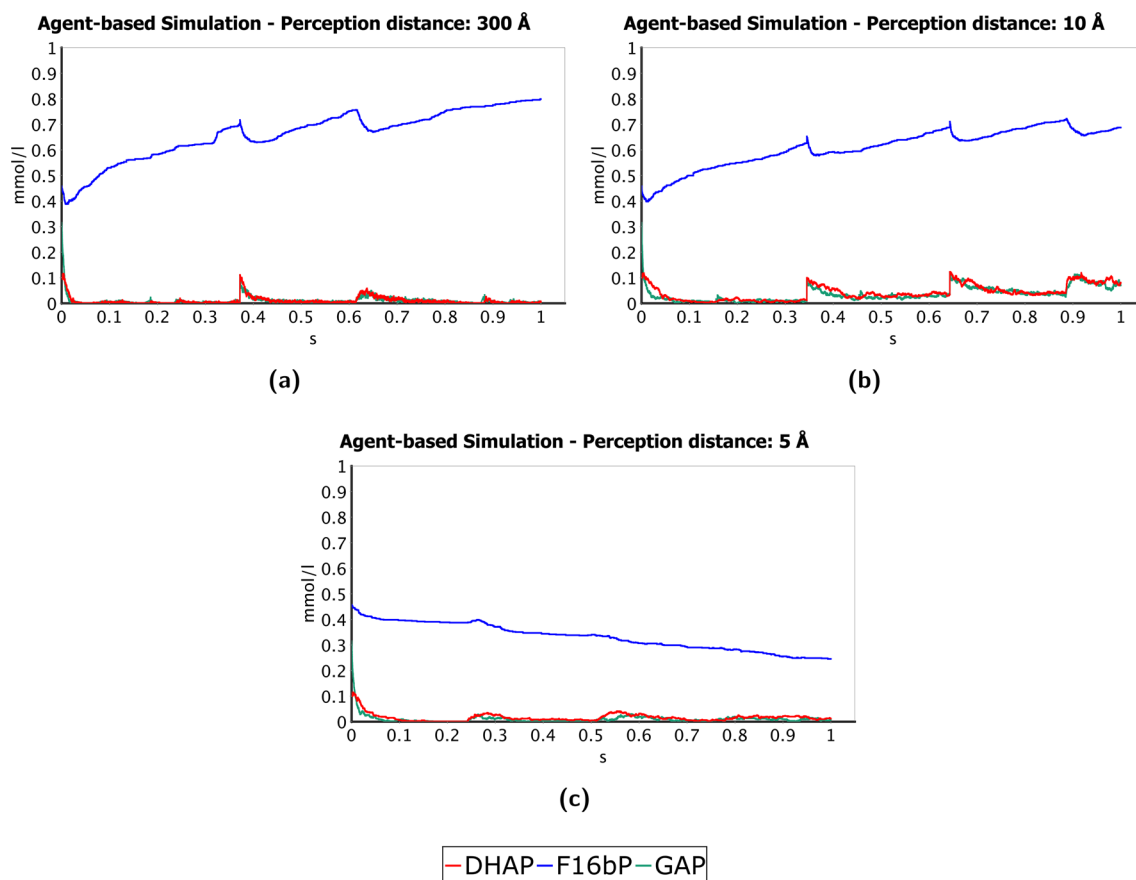 Agent-based Simulation - Perception distance: 300 Å
1
0.9
0.8
0.7
0.6
0.5
0.4
0.3
0.2
0.1
0
mmol/l
0 0.1 0.2 0.3 0.4 0.5 0.6 0.7 0.8 0.9 1
s
(a)
Agent-based Simulation - Perception distance: 10 Å
1
0.9
0.8
0.7
0.6
0.5
0.4
0.3
0.2
0.1
0
mmol/l
0 0.1 0.2 0.3 0.4 0.5 0.6 0.7 0.8 0.9 1
s
(b)
Agent-based Simulation - Perception distance: 5 Å
1
0.9
0.8
0.7
0.6
0.5
0.4
0.3
0.2
0.1
0
mmol/l
0 0.1 0.2 0.3 0.4 0.5 0.6 0.7 0.8 0.9 1
s
(c)
DHAP F16bP GAP